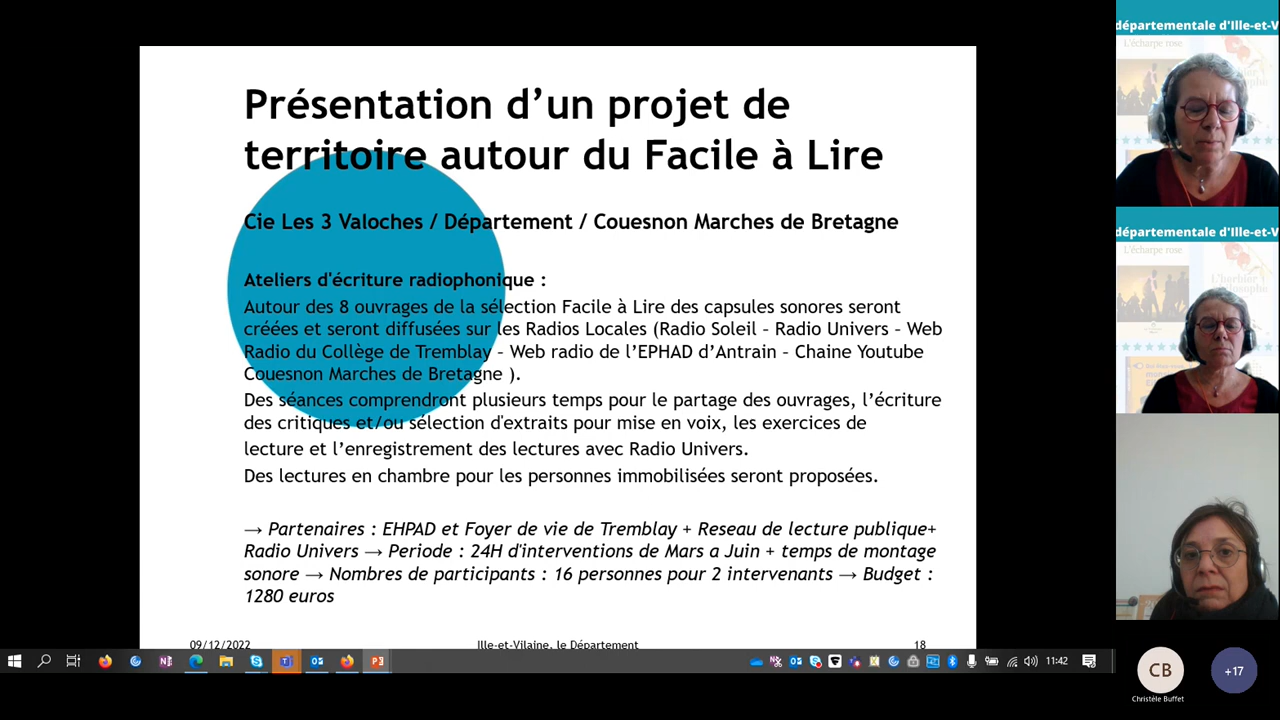 Présentation d’un projet de
territoire autour du Facile à Lire
Cie Les 3 Valoches / Département / Couesnon Marches de Bretagne
Ateliers d'écriture radiophonique :
Autour des 8 ouvrages de la sélection Facile à Lire des capsules sonores seront
créées et seront diffusées sur les Radios Locales (Radio Soleil – Radio Univers – Web
Radio du Collège de Tremblay – Web radio de l’EPHAD d’Antrain – Chaine Youtube
Couesnon Marches de Bretagne ).
Des séances comprendront plusieurs temps pour le partage des ouvrages, l’écriture
des critiques et/ou sélection d'extraits pour mise en voix, les exercices de
lecture et l’enregistrement des lectures avec Radio Univers.
Des lectures en chambre pour les personnes immobilisées seront proposées.
→ Partenaires : EHPAD et Foyer de vie de Tremblay + Reseau de lecture publique+
Radio Univers → Periode : 24H d'interventions de Mars a Juin + temps de montage
sonore → Nombres de participants : 16 personnes pour 2 intervenants → Budget :
1280 euros
09/12/2022
Ille-et-Vilaine, le Département
18
11:42
départementale d'Ille-et-V
L'écharpe rose
départementale d'Ille-et-V
L'écharpe rose
CB
Christèle Buffet
+17